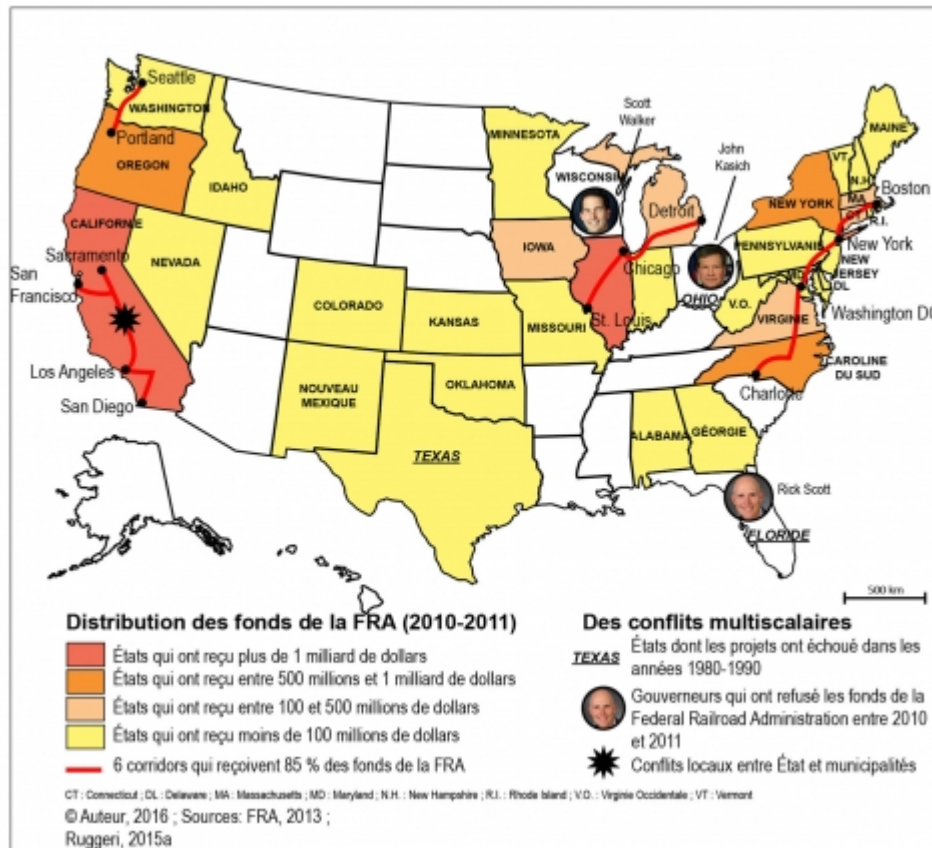 Seattle
WASHINGTON
Portland
OREGON
IDAHO
MINNESOTA
Scott
Walker
John
Kasich
MAINE
VT
N.H.
WISCONSIN
Boston
MA
CT
R.I.
NEW YORK
Detroit
CALIFORNIE
Sacramento
San
Francisco
NEVADA
IOWA
Chicago
PENNSYLVANIE
New York
NEW
JERSEY
DL
MD
OHIO
COLORADO
KANSAS
MISSOURI
St. Louis
V.O.
VIRGINIE
Washington DC
Los Angeles
San Diego
NOUVEAU
MEXIQUE
OKLAHOMA
CAROLINE
DU SUD
Charlotte
TEXAS
ALABAMA
GÉORGIE
Rick Scott
FLORIDE
500 km
Distribution des fonds de la FRA (2010-2011)
États qui ont reçu plus de 1 milliard de dollars
États qui ont reçu entre 500 millions et 1 milliard de dollars
États qui ont reçu entre 100 et 500 millions de dollars
États qui ont reçu moins de 100 millions de dollars
6 corridors qui reçoivent 85 % des fonds de la FRA
Des conflits multiscalaires
TEXAS États dont les projets ont échoué dans les
années 1980-1990
Gouverneurs qui ont refusé les fonds de la
Federal Railroad Administration entre 2010
et 2011
Conflits locaux entre État et municipalités
CT : Connecticut ; DL : Delaware ; MA : Massachusetts ; MD : Maryland ; N.H. : New Hampshire ; R.I. : Rhode Island ; V.O. : Virginie Occidentale ; VT : Vermont
© Auteur, 2016 ; Sources: FRA, 2013 ;
Ruggeri, 2015a